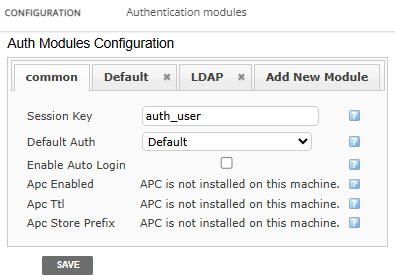 CONFIGURATION Authentication modules
Auth Modules Configuration
common Default × LDAP × Add New Module
Session Key auth_user ?
Default Auth Default ?
Enable Auto Login ?
Apc Enabled APC is not installed on this machine. ?
Apc Ttl APC is not installed on this machine. ?
Apc Store Prefix APC is not installed on this machine. ?
SAVE